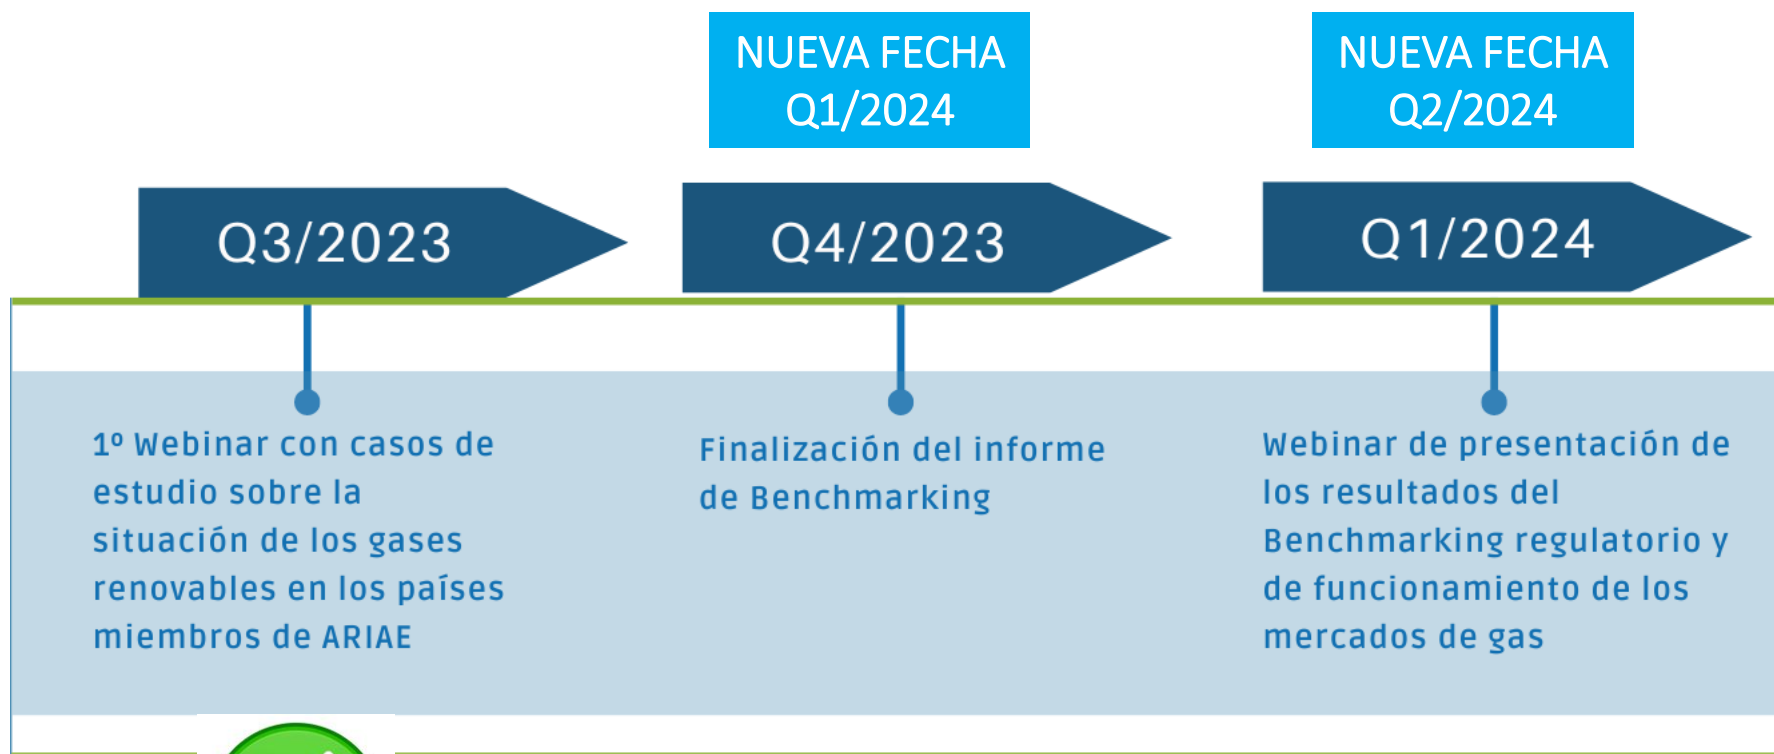 NUEVA FECHA
Q1/2024
NUEVA FECHA
Q2/2024
Q3/2023
Q4/2023
Q1/2024
1º Webinar con casos de
estudio sobre la
situación de los gases
renovables en los países
miembros de ARIAE
Finalización del informe
de Benchmarking
Webinar de presentación de
los resultados del
Benchmarking regulatorio y
de funcionamiento de los
mercados de gas